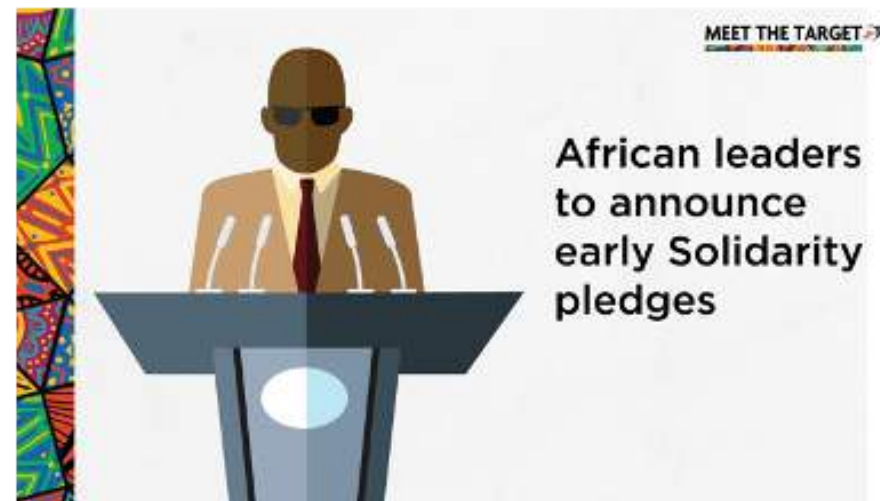 MEET THE TARGET
African leaders
to announce
early Solidarity
pledges